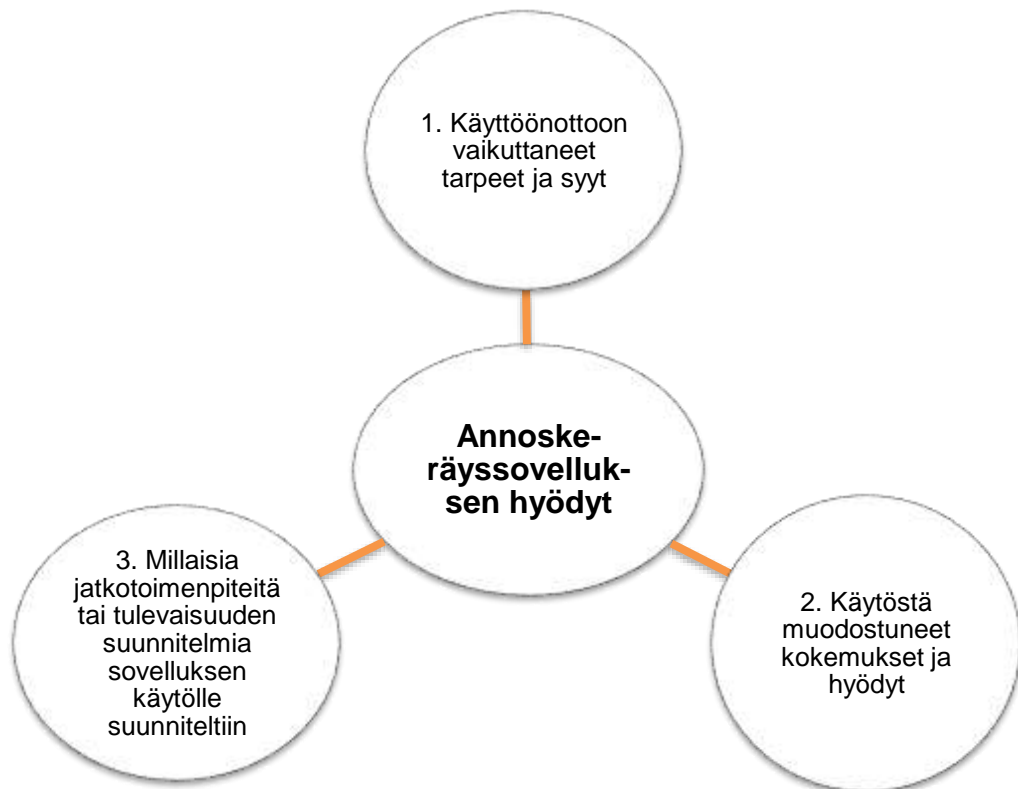 1. Käyttöönottoon
vaikuttaneet
tarpeet ja syyt
Annoske-
räyssovelluk-
sen hyödyt
2. Käytöstä
muodostuneet
kokemukset ja
hyödyt
3. Millaisia
jatkotoimenpiteitä
tai tulevaisuuden
suunnitelmia
sovelluksen
käytölle
suunniteltiin